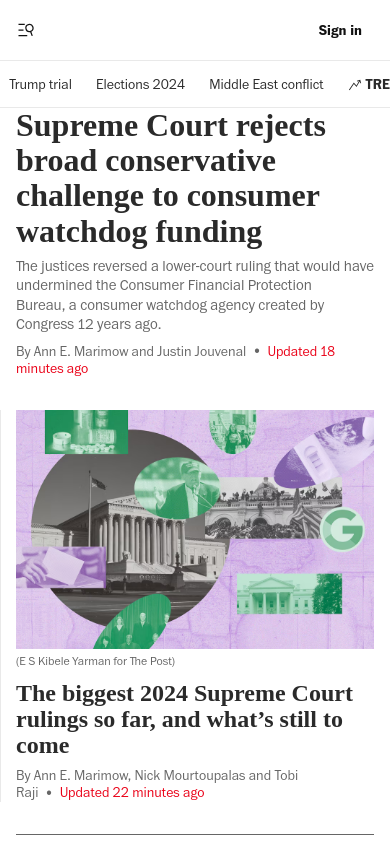 Sign in
Trump trial Elections 2024 Middle East conflict TRE
Supreme Court rejects
broad conservative
challenge to consumer
watchdog funding
The justices reversed a lower-court ruling that would have
undermined the Consumer Financial Protection
Bureau, a consumer watchdog agency created by
Congress 12 years ago.
By Ann E. Marimow and Justin Jouvenal • Updated 18
minutes ago
G
(E S Kibele Yarman for The Post)
The biggest 2024 Supreme Court
rulings so far, and what’s still to
come
By Ann E. Marimow, Nick Mourtoupalas and Tobi
Raji • Updated 22 minutes ago